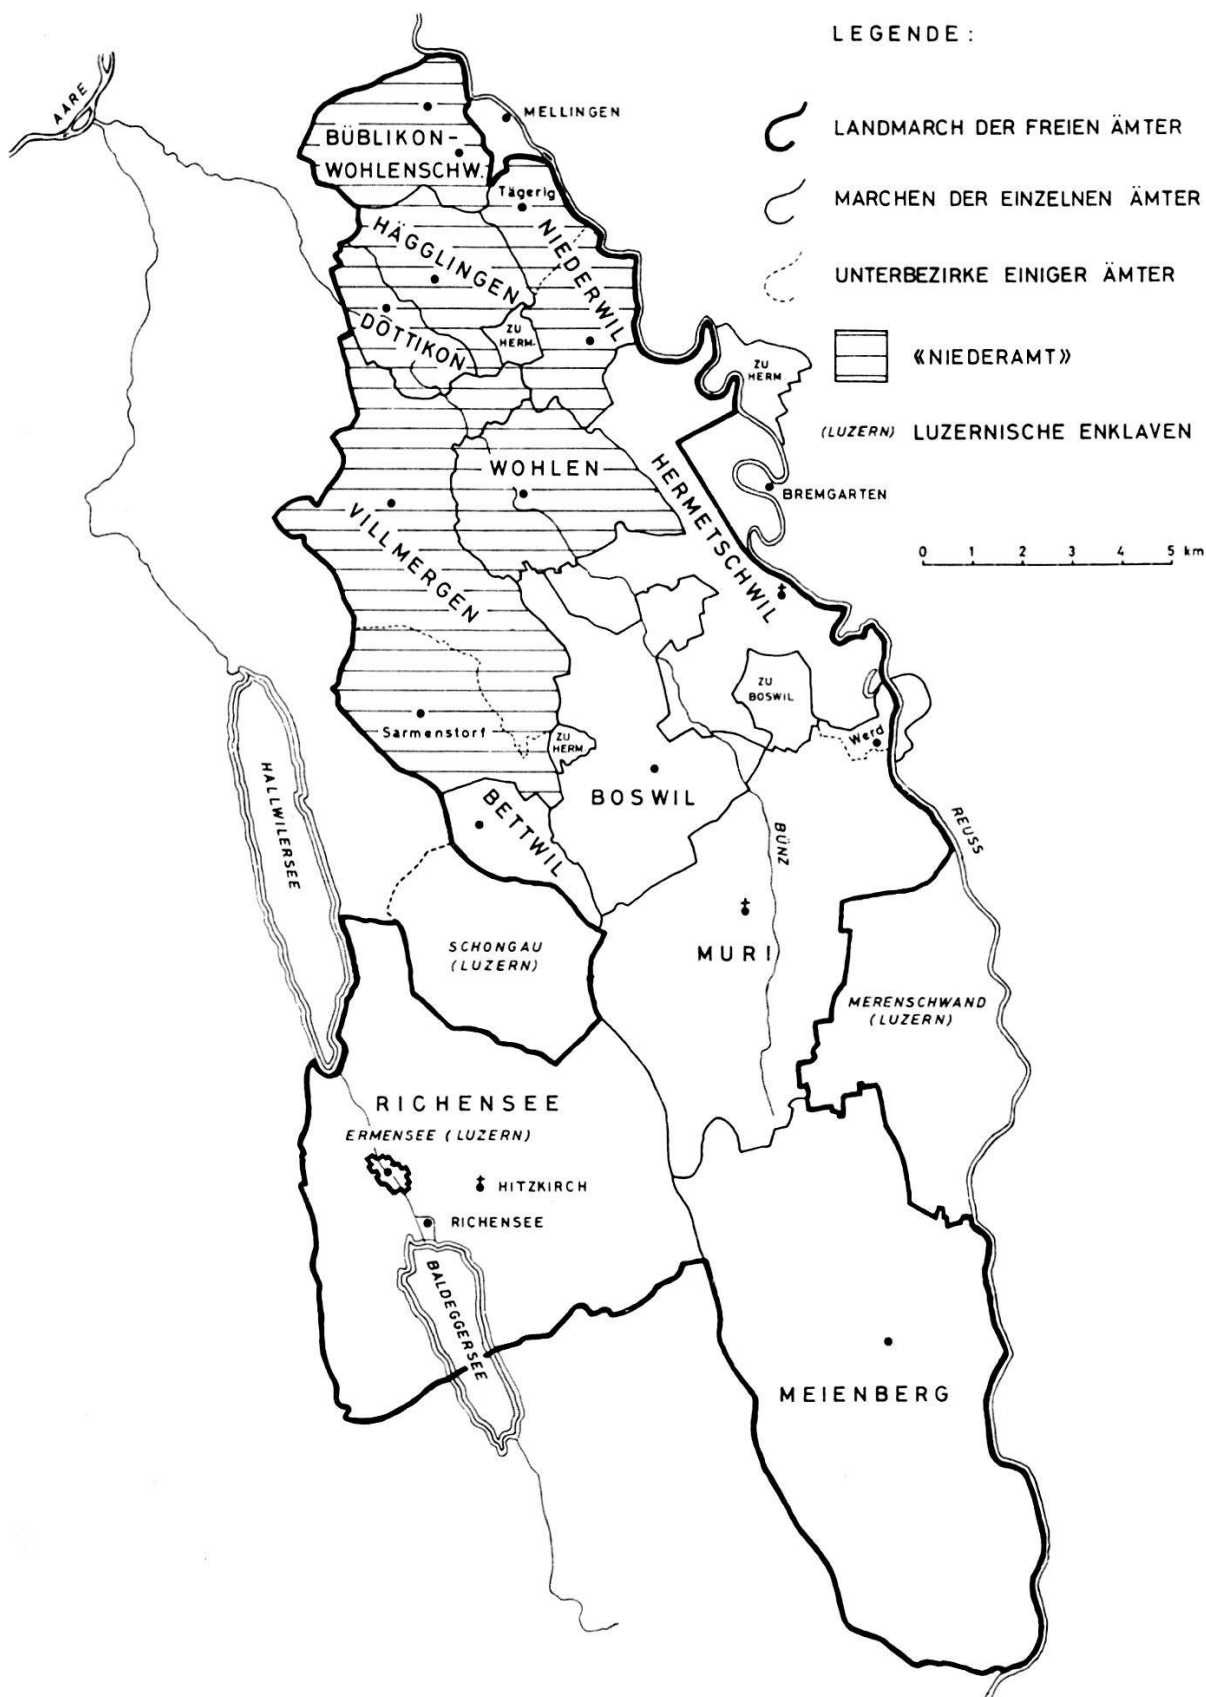 LEGENDE:
LANDMARCH DER FREIEN ÄMTER
MARCHEN DER EINZELNEN ÄMTER
UNTERBEZIRKE EINIGER ÄMTER
«NIEDERAMT»
(LUZERN) LUZERNISCHE ENKLAVEN
0 1 2 3 4 5 km
AARE
MELLINGEN
BÜBLIKON-
WOHLENSCHW.
Tägerig
NIEDERWIL
HÄGGLINGEN
DOTTIKON
ZU
HERM.
ZU
HERM
WOHLEN
HERMETSCHWIL
BREMGARTEN
VILLMERGEN
ZU
BOSWIL
Sarmenstorf
ZU
HERM
Werd
BOSWIL
BETTWIL
HALLWILERSEE
BÜNZ
REUSS
MURI
SCHONGAU
(LUZERN)
MERENSCHWAND
(LUZERN)
RICHENSEE
ERMENSEE (LUZERN)
HITZKIRCH
RICHENSEE
BALDEGGERSEE
MEIENBERG